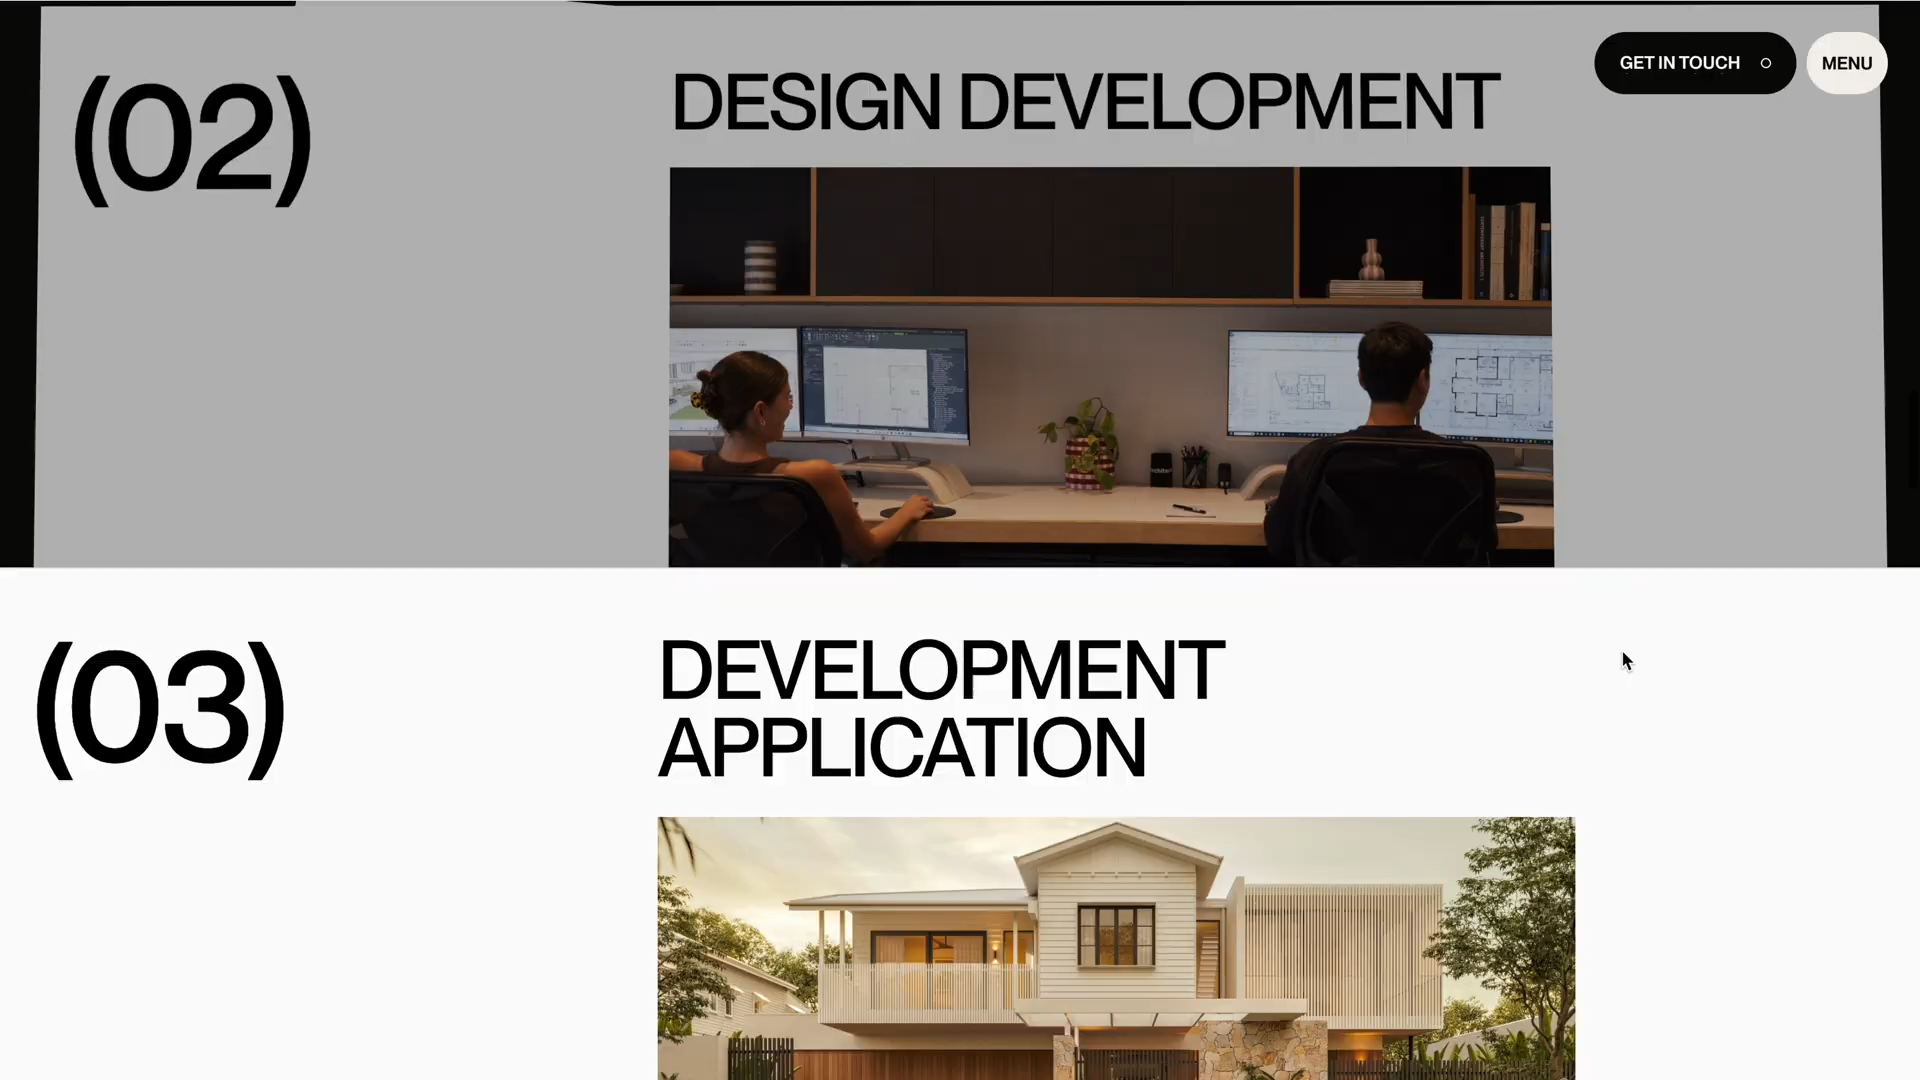 (02)
DESIGN DEVELOPMENT
GET IN TOUCH
MENU
(03)
DEVELOPMENT
APPLICATION